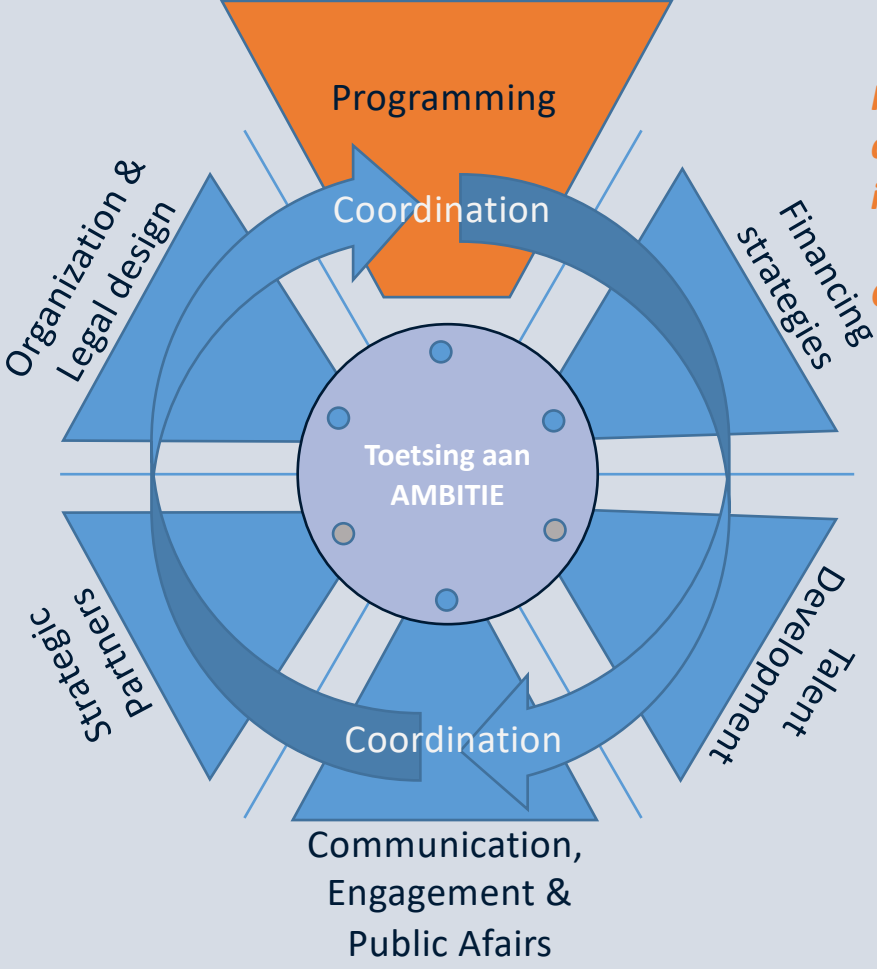 Programming
Coordination
Organization &
Legal design
Financing
strategies
Toetsing aan
AMBITIE
Strategic
Partners
Talent
Development
Coordination
Communication,
Engagement &
Public Afairs